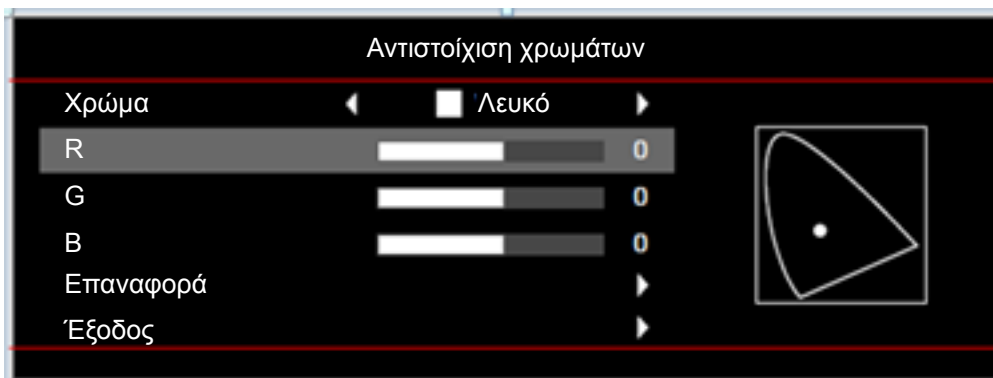 Αντιστοίχιση χρωμάτων
Χρώμα Λευκό
R 0
G 0
B 0
Επαναφορά
Έξοδος